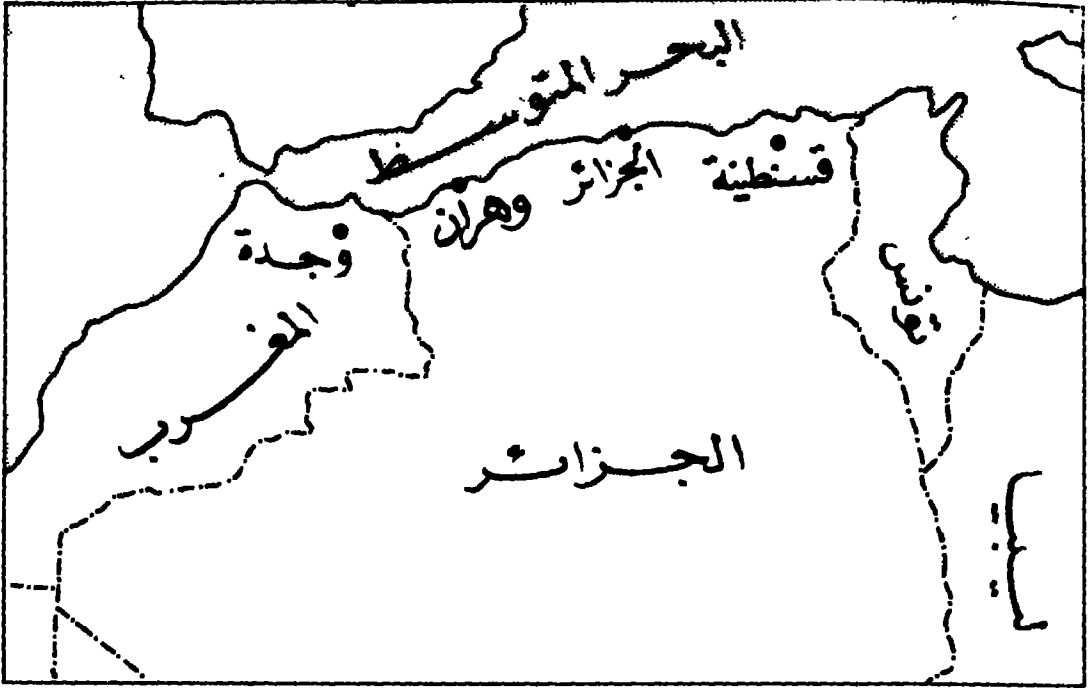 البحر المتوسط
قسنطينة
الجزائر
وهران
وجدة
تونس
المغرب
الجزائر